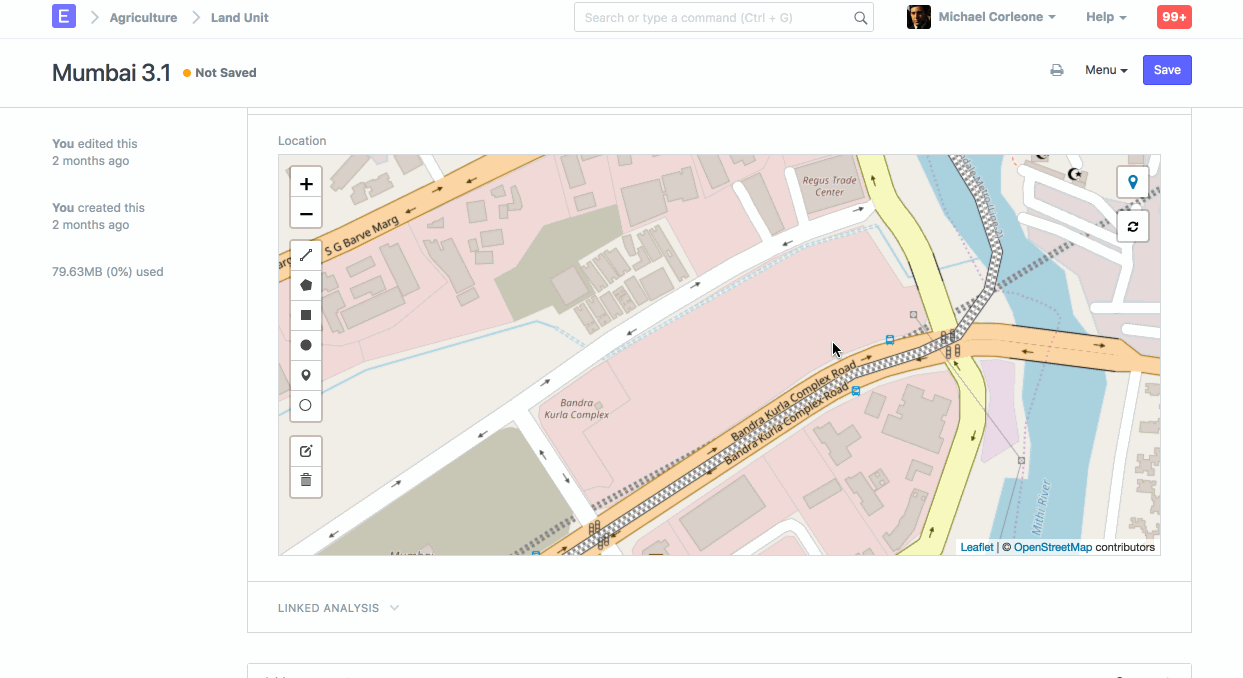 E
Agriculture
Land Unit
Search or type a command (Ctrl + G)
Michael Corleone
Help
99+
Mumbai 3.1
Not Saved
Menu
Save
You edited this
2 months ago
You created this
2 months ago
79.63MB (0%) used
Location
+
−
S G Barve Marg
Regus Trade
Center
Bandra
Kurla Complex
Bandra Kurla Complex Road
Bandra Kurla Complex Road
Mithi River
Leaflet | © OpenStreetMap contributors
LINKED ANALYSIS